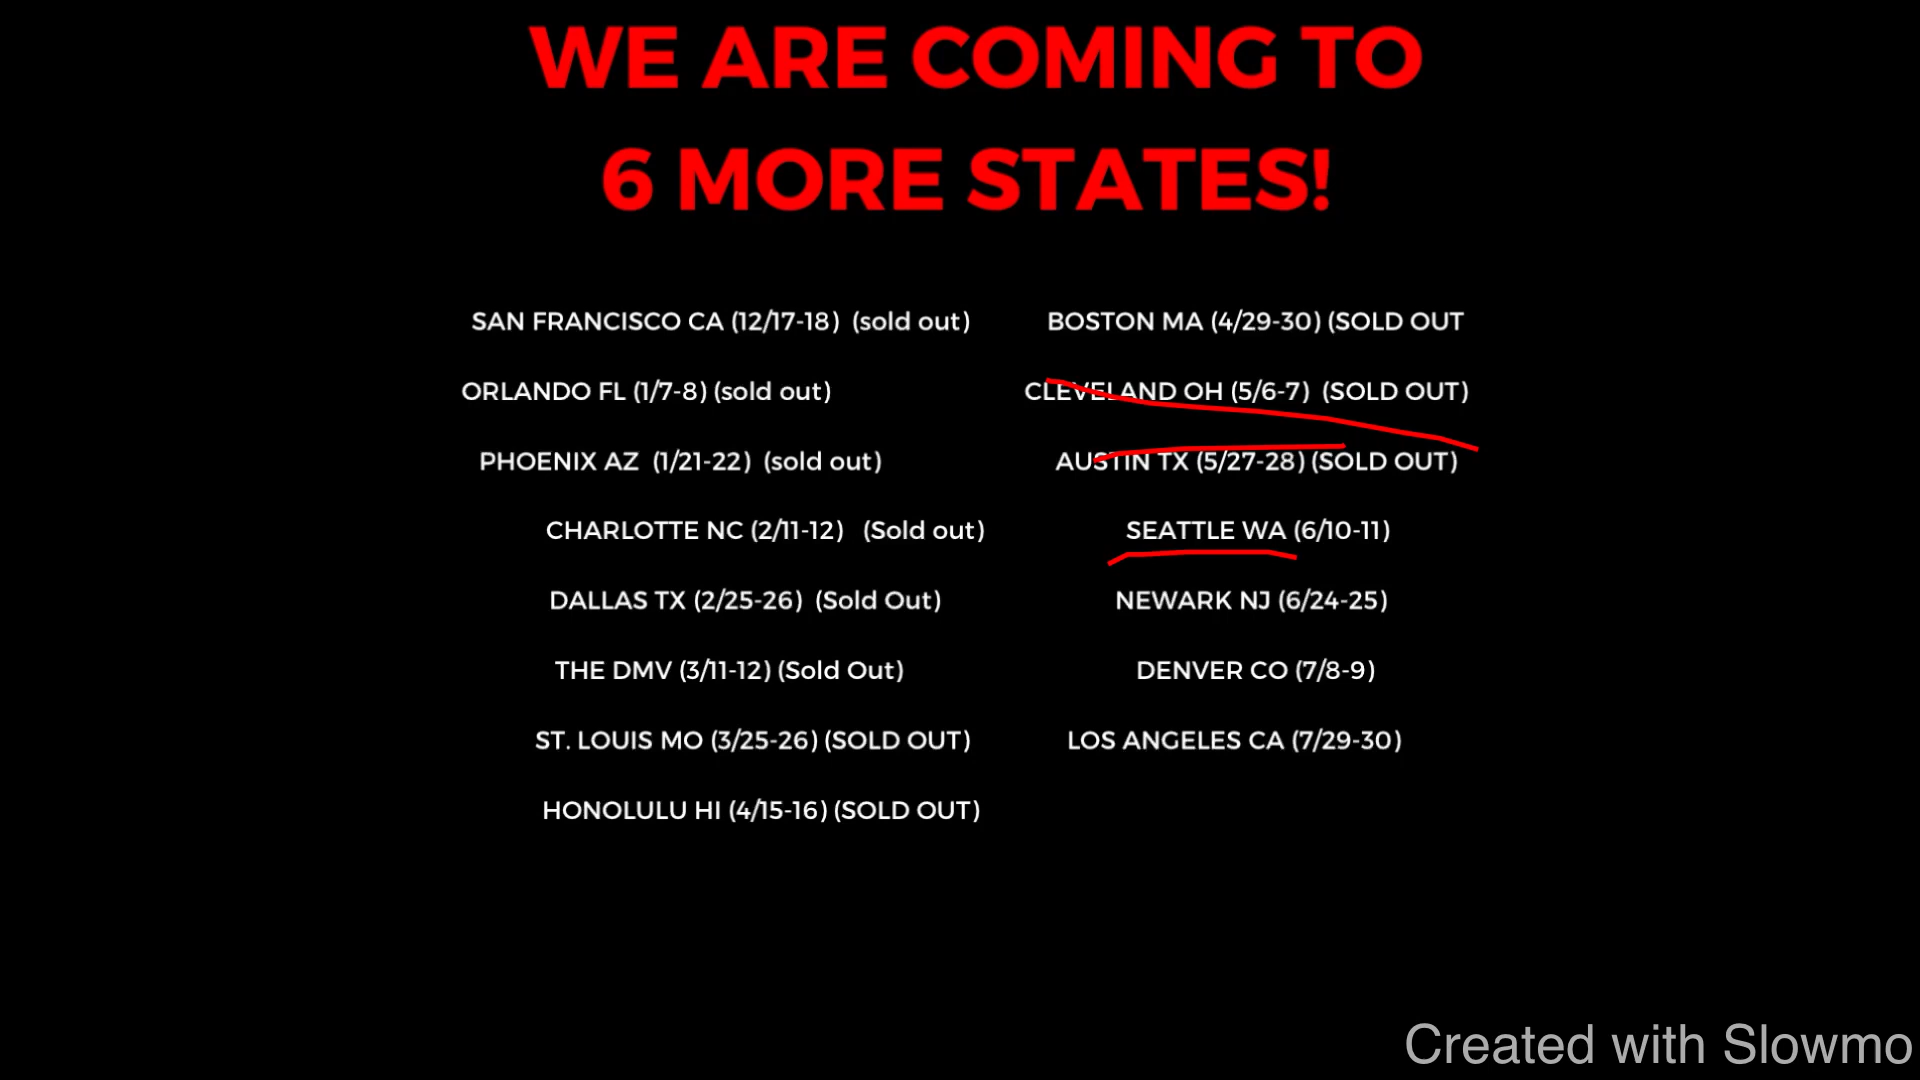 WE ARE COMING TO
6 MORE STATES!
SAN FRANCISCO CA (12/17-18) (sold out)
ORLANDO FL (1/7-8) (sold out)
PHOENIX AZ (1/21-22) (sold out)
CHARLOTTE NC (2/11-12) (Sold out)
DALLAS TX (2/25-26) (Sold Out)
THE DMV (3/11-12) (Sold Out)
ST. LOUIS MO (3/25-26) (SOLD OUT)
HONOLULU HI (4/15-16) (SOLD OUT)
BOSTON MA (4/29-30) (SOLD OUT
CLEVELAND OH (5/6-7) (SOLD OUT)
AUSTIN TX (5/27-28) (SOLD OUT)
SEATTLE WA (6/10-11)
NEWARK NJ (6/24-25)
DENVER CO (7/8-9)
LOS ANGELES CA (7/29-30)
Created with Slowmo